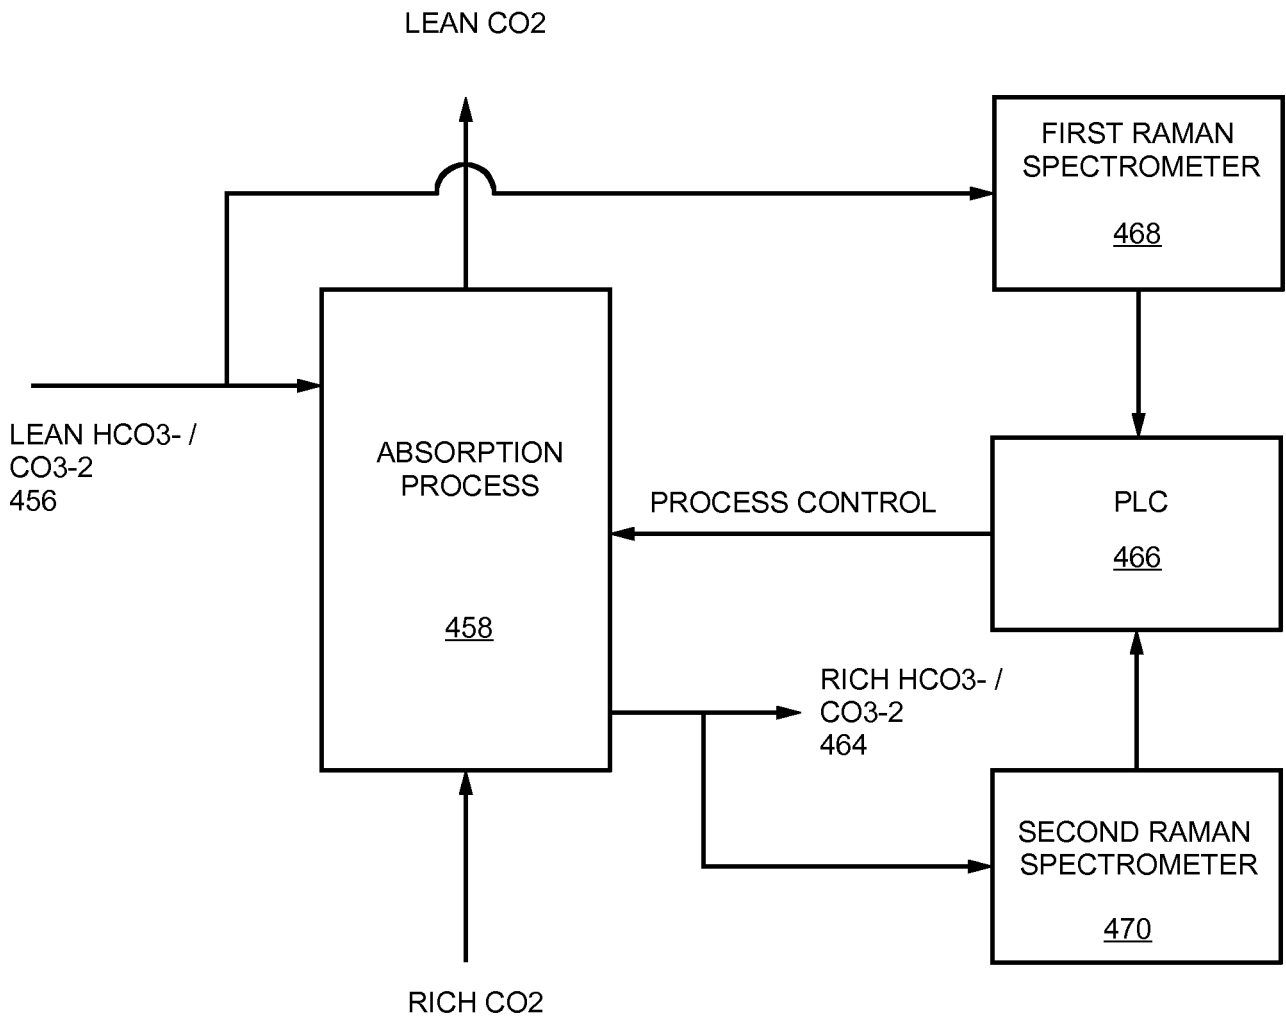 LEAN CO2
FIRST RAMAN
SPECTROMETER
468
LEAN HCO3- /
CO3-2
456
ABSORPTION
PROCESS
458
PROCESS CONTROL
PLC
466
RICH HCO3- /
CO3-2
464
SECOND RAMAN
SPECTROMETER
470
RICH CO2